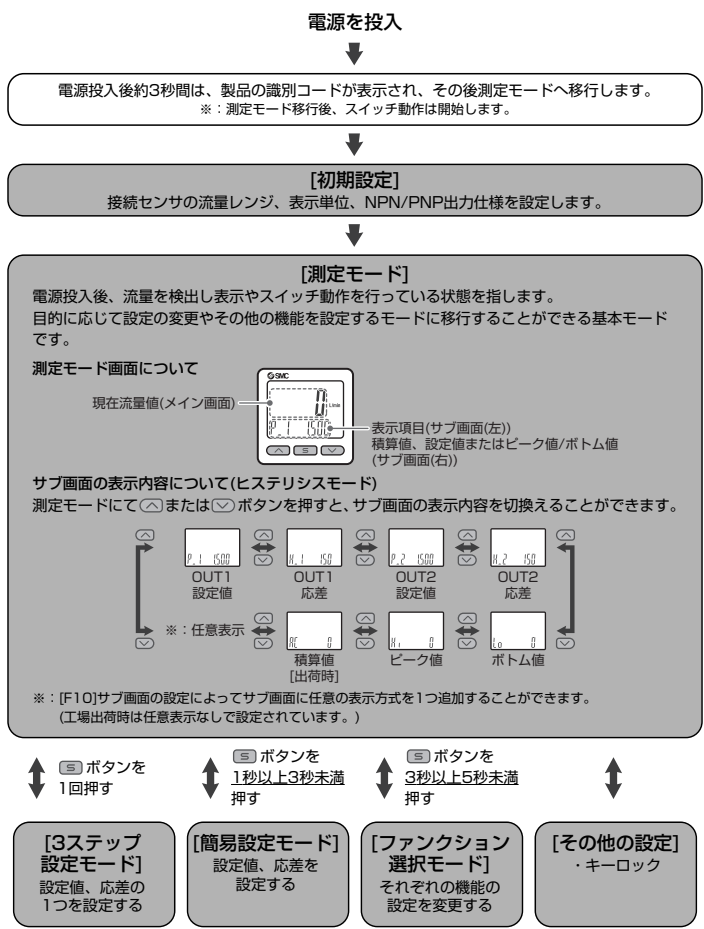 電源を投入
電源投入後約3秒間は、製品の識別コードが表示され、その後測定モードへ移行します。
※：測定モード移行後、スイッチ動作は開始します。
[初期設定]
接続センサの流量レンジ、表示単位、NPN/PNP出力仕様を設定します。
[測定モード]
電源投入後、流量を検出し表示やスイッチ動作を行っている状態を指します。
目的に応じて設定の変更やその他の機能を設定するモードに移行することができる基本モード
です。
測定モード画面について
SMC
0
L/min
P_1 1500
S
現在流量値(メイン画面)
表示項目(サブ画面(左))
積算値、設定値またはピーク値/ボトム値
(サブ画面(右))
サブ画面の表示内容について(ヒステリシスモード)
測定モードにて または ボタンを押すと、サブ画面の表示内容を切換えることができます。
P_1 1500
H_1 150
P_2 1500
H_2 150
OUT1
設定値
OUT1
応差
OUT2
設定値
OUT2
応差
※：任意表示
AC 0
Hi 0
Lo 0
積算値
[出荷時]
ピーク値
ボトム値
※：[F10]サブ画面の設定によってサブ画面に任意の表示方式を1つ追加することができます。
(工場出荷時は任意表示なしで設定されています。)
S ボタンを
1回押す
S ボタンを
1秒以上3秒未満
押す
S ボタンを
3秒以上5秒未満
押す
[3ステップ
設定モード]
設定値、応差の
1つを設定する
[簡易設定モード]
設定値、応差を
設定する
[ファンクション
選択モード]
それぞれの機能の
設定を変更する
[その他の設定]
・キーロック